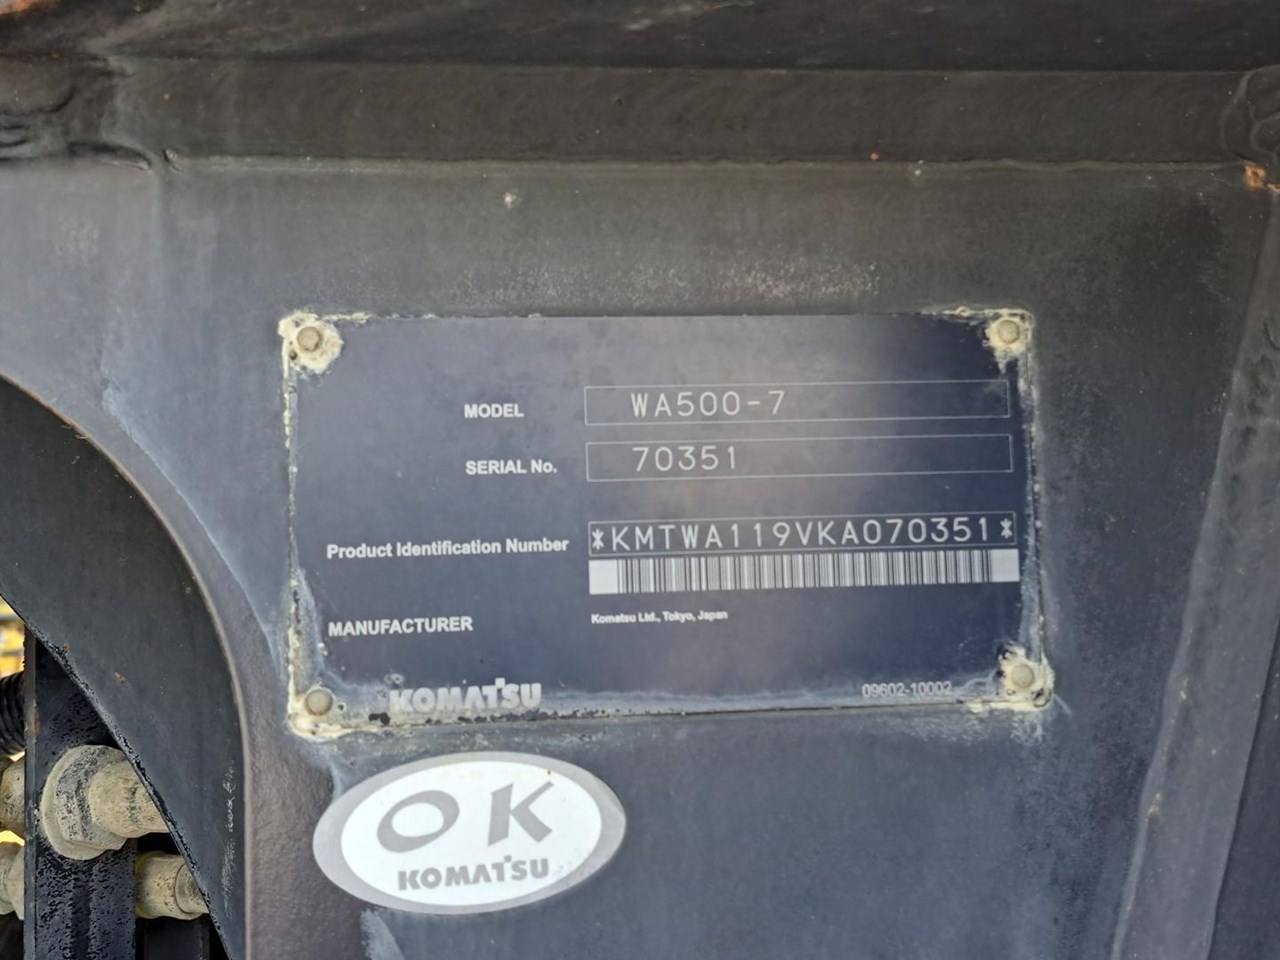 MODEL WA500-7
SERIAL No. 70351
Product Identification Number *KMTWA119VKA070351*
MANUFACTURER Komatsu Ltd., Tokyo, Japan
KOMATSU 09602-10002
OK
KOMATSU